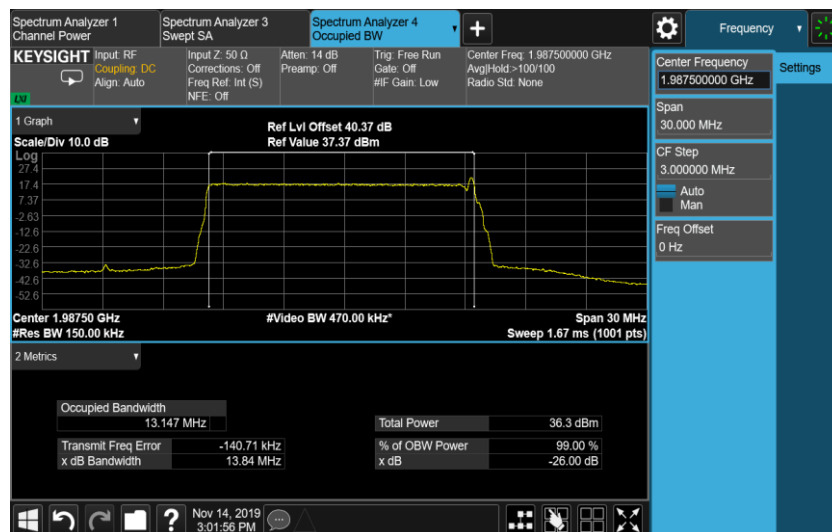 Spectrum Analyzer 1
Channel Power
Spectrum Analyzer 3
Swept SA
Spectrum Analyzer 4
Occupied BW
Frequency
KEYSIGHT
Input: RF
Coupling: DC
Align: Auto
LXI
Input Z: 50 Ω
Corrections: Off
Freq Ref: Int (S)
NFE: Off
Atten: 14 dB
Preamp: Off
Trig: Free Run
Gate: Off
#IF Gain: Low
Center Freq: 1.987500000 GHz
Avg|Hold:>100/100
Radio Std: None
Center Frequency
1.987500000 GHz
Settings
Span
30.000 MHz
CF Step
3.000000 MHz
Auto
Man
Freq Offset
0 Hz
1 Graph
Scale/Div 10.0 dB
Ref Lvl Offset 40.37 dB
Ref Value 37.37 dBm
Log
27.4
17.4
7.37
-2.63
-12.6
-22.6
-32.6
-42.6
-52.6
Center 1.98750 GHz
#Video BW 470.00 kHz*
Span 30 MHz
#Res BW 150.00 kHz
Sweep 1.67 ms (1001 pts)
2 Metrics
Occupied Bandwidth
13.147 MHz
Total Power 36.3 dBm
Transmit Freq Error -140.71 kHz
% of OBW Power 99.00 %
x dB Bandwidth 13.84 MHz
x dB -26.00 dB
?
Nov 14, 2019
3:01:56 PM